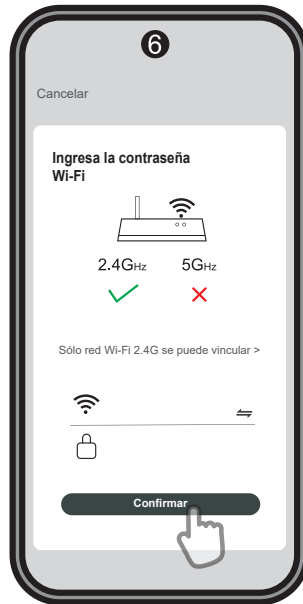 6
Cancelar
Ingresa la contraseña
Wi-Fi
2.4GHz 5GHz
Sólo red Wi-Fi 2.4G se puede vincular >
Confirmar